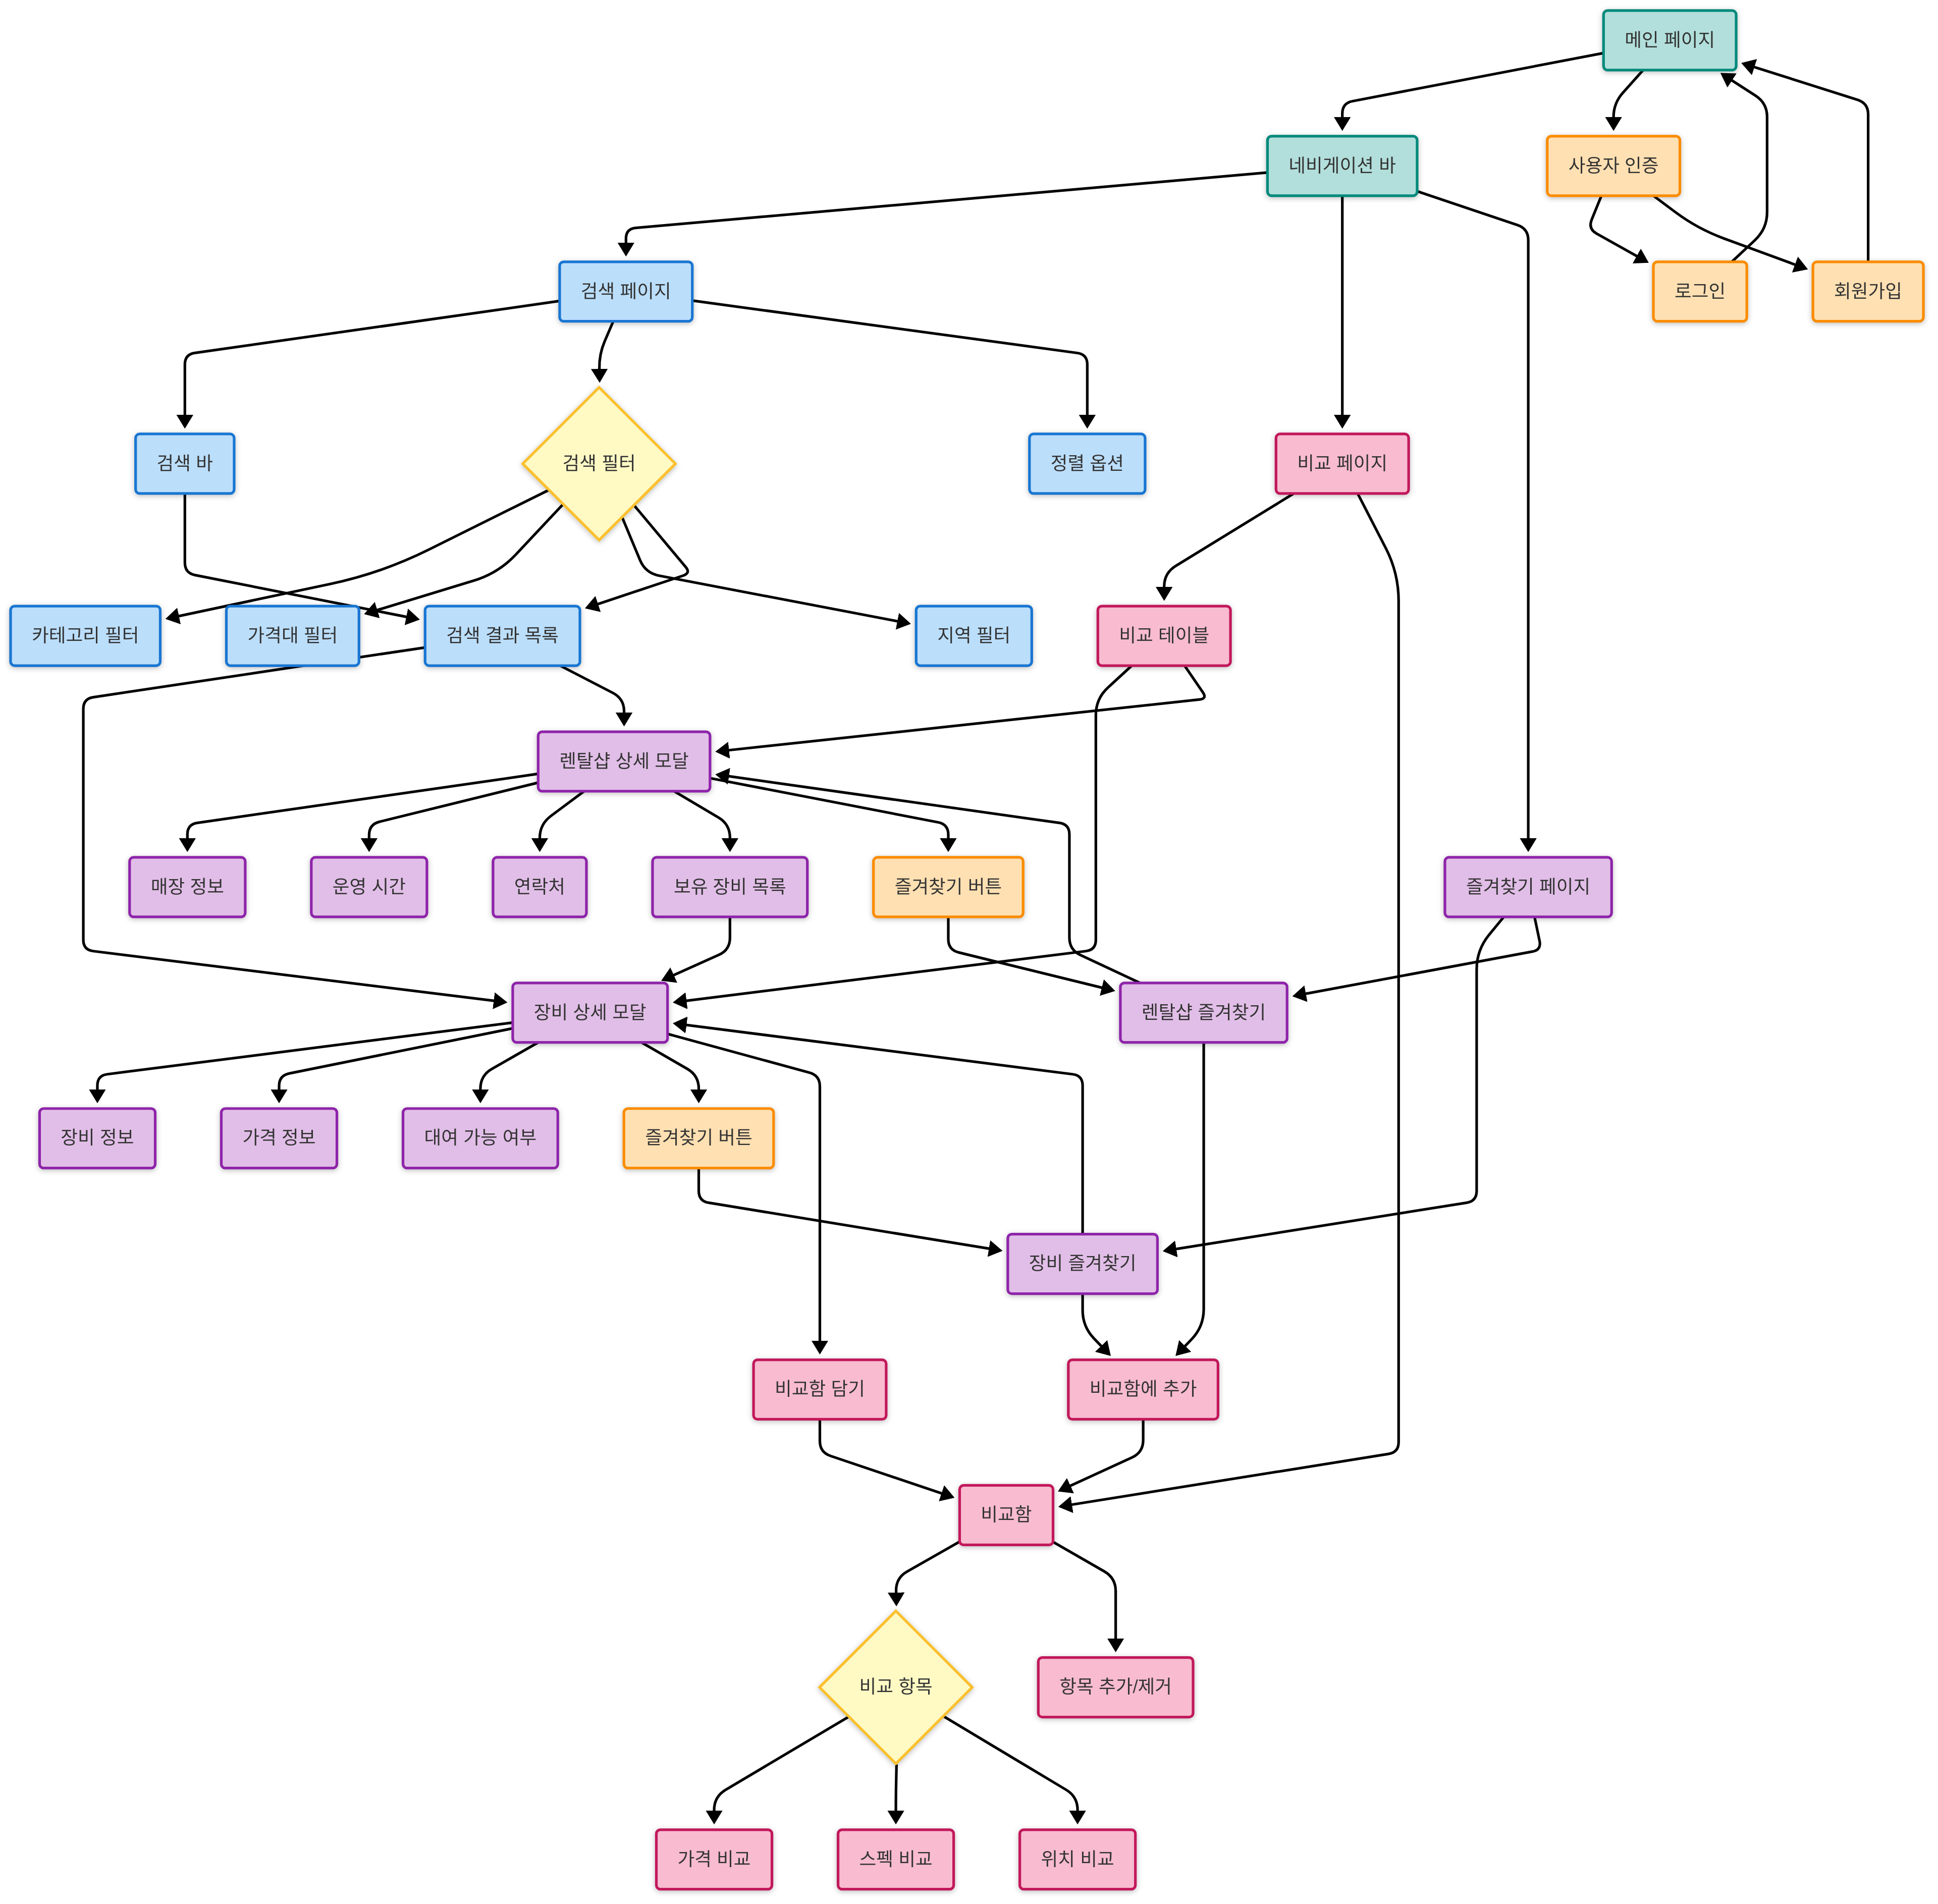 메인 페이지
네비게이션 바
사용자 인증
검색 페이지
로그인
회원가입
검색 바
검색 필터
정렬 옵션
비교 페이지
카테고리 필터
가격대 필터
검색 결과 목록
지역 필터
비교 테이블
렌탈샵 상세 모달
매장 정보
운영 시간
연락처
보유 장비 목록
즐겨찾기 버튼
즐겨찾기 페이지
장비 상세 모달
렌탈샵 즐겨찾기
장비 정보
가격 정보
대여 가능 여부
즐겨찾기 버튼
장비 즐겨찾기
비교함 담기
비교함에 추가
비교함
비교 항목
항목 추가/제거
가격 비교
스펙 비교
위치 비교